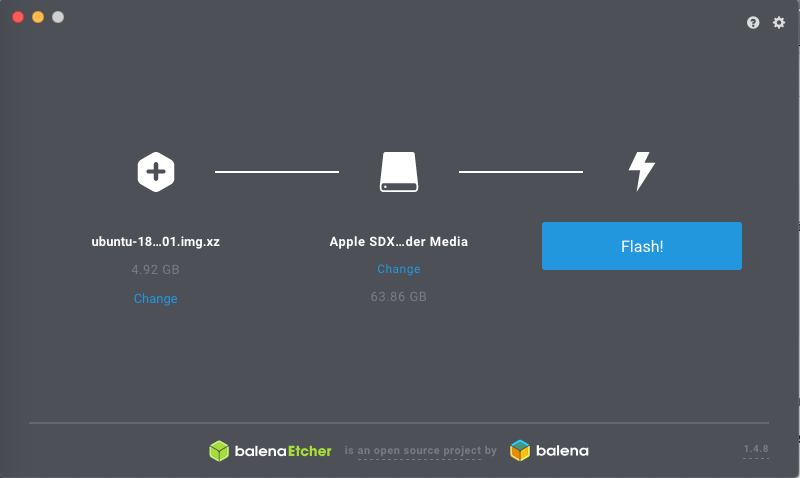 ubuntu-18...01.img.xz
4.92 GB
Change
Apple SDX...der Media
Change
63.86 GB
Flash!
balenaEtcher is an open source project by balena
1.4.8